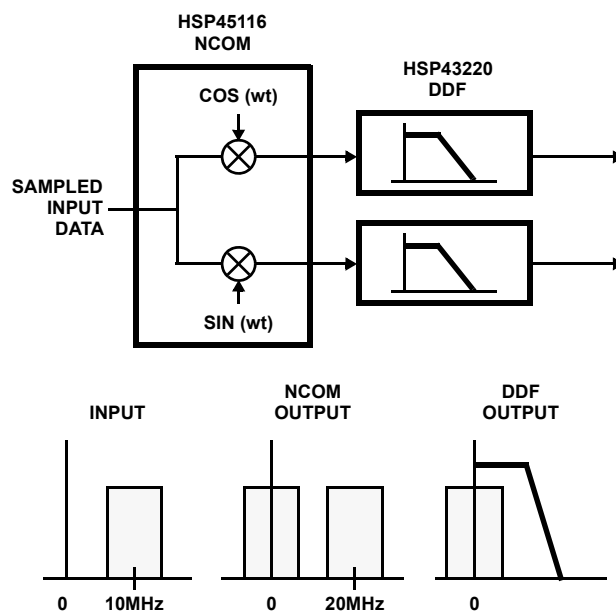 HSP45116
NCOM
HSP43220
DDF
COS (wt)
SAMPLED
INPUT
DATA
SIN (wt)
INPUT
NCOM
OUTPUT
DDF
OUTPUT
0
10MHz
0
20MHz
0